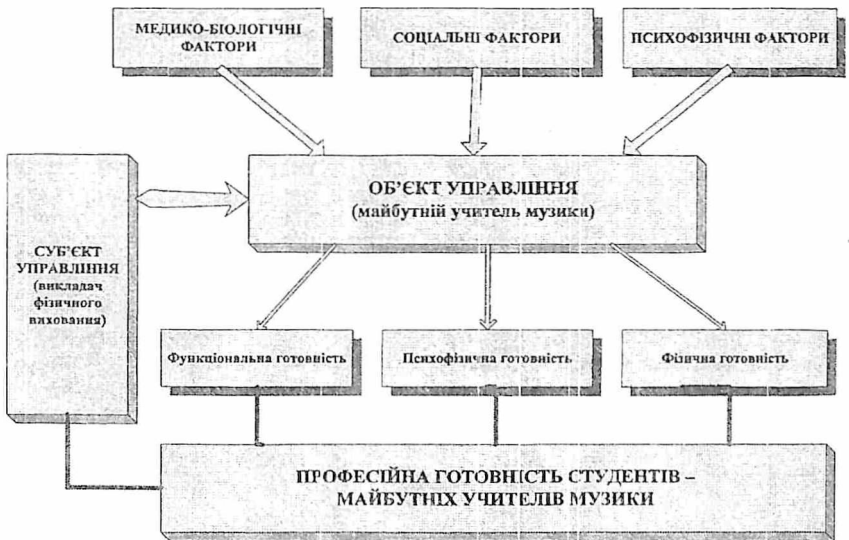 МЕДИКО-БІОЛОГІЧНІ
ФАКТОРИ
СОЦІАЛЬНІ ФАКТОРИ
ПСИХОФІЗИЧНІ ФАКТОРИ
ОБ’ЄКТ УПРАВЛІННЯ
(майбутній учитель музики)
СУБ’ЄКТ
УПРАВЛІННЯ
(викладач
фізичного
виховання)
Функціональна готовність
Психофізична готовність
Фізична готовність
ПРОФЕСІЙНА ГОТОВНІСТЬ СТУДЕНТІВ –
МАЙБУТНІХ УЧИТЕЛІВ МУЗИКИ